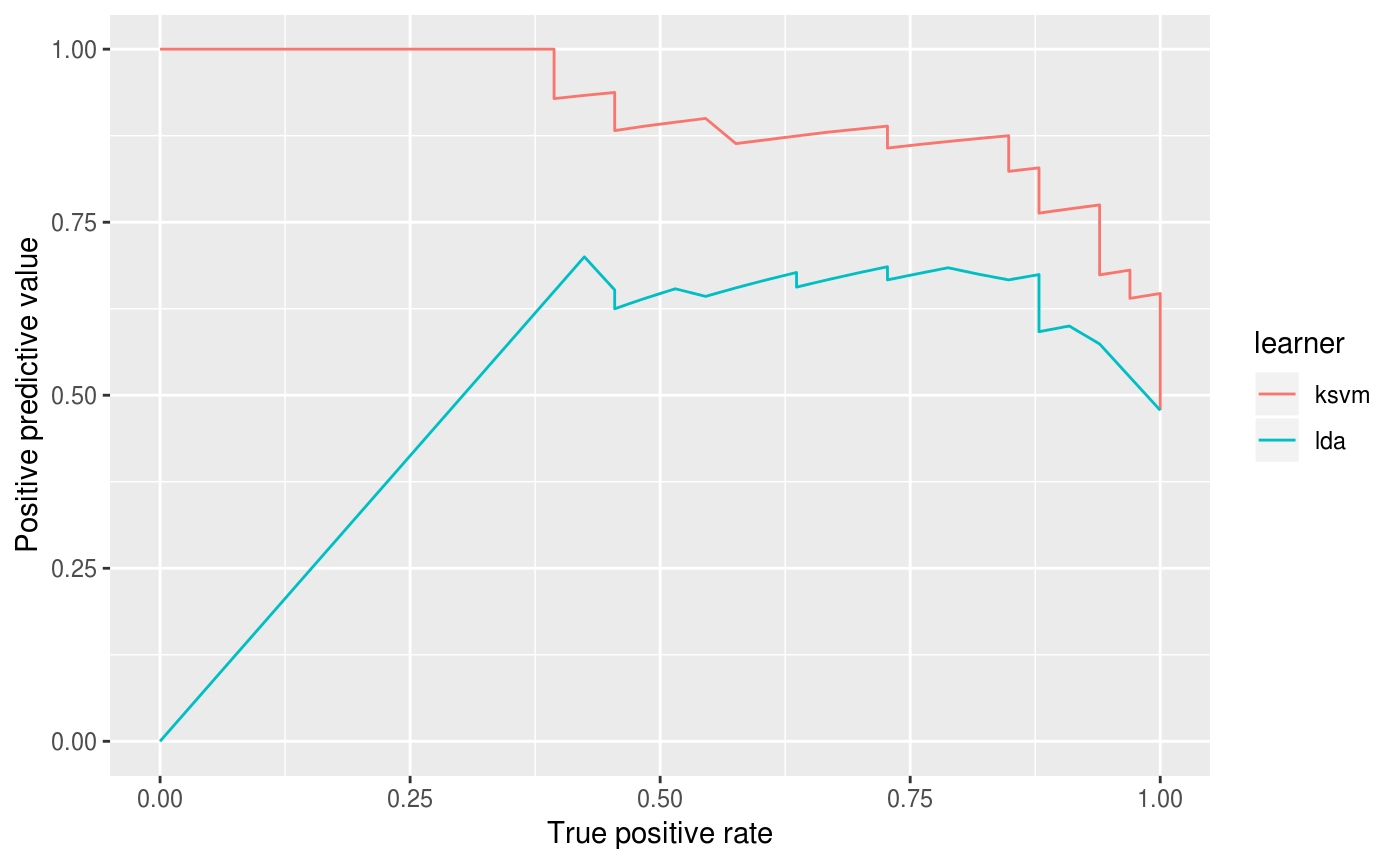 Positive predictive value
1.00
0.75
0.50
0.25
0.00
0.00 0.25 0.50 0.75 1.00
True positive rate
learner
ksvm
lda